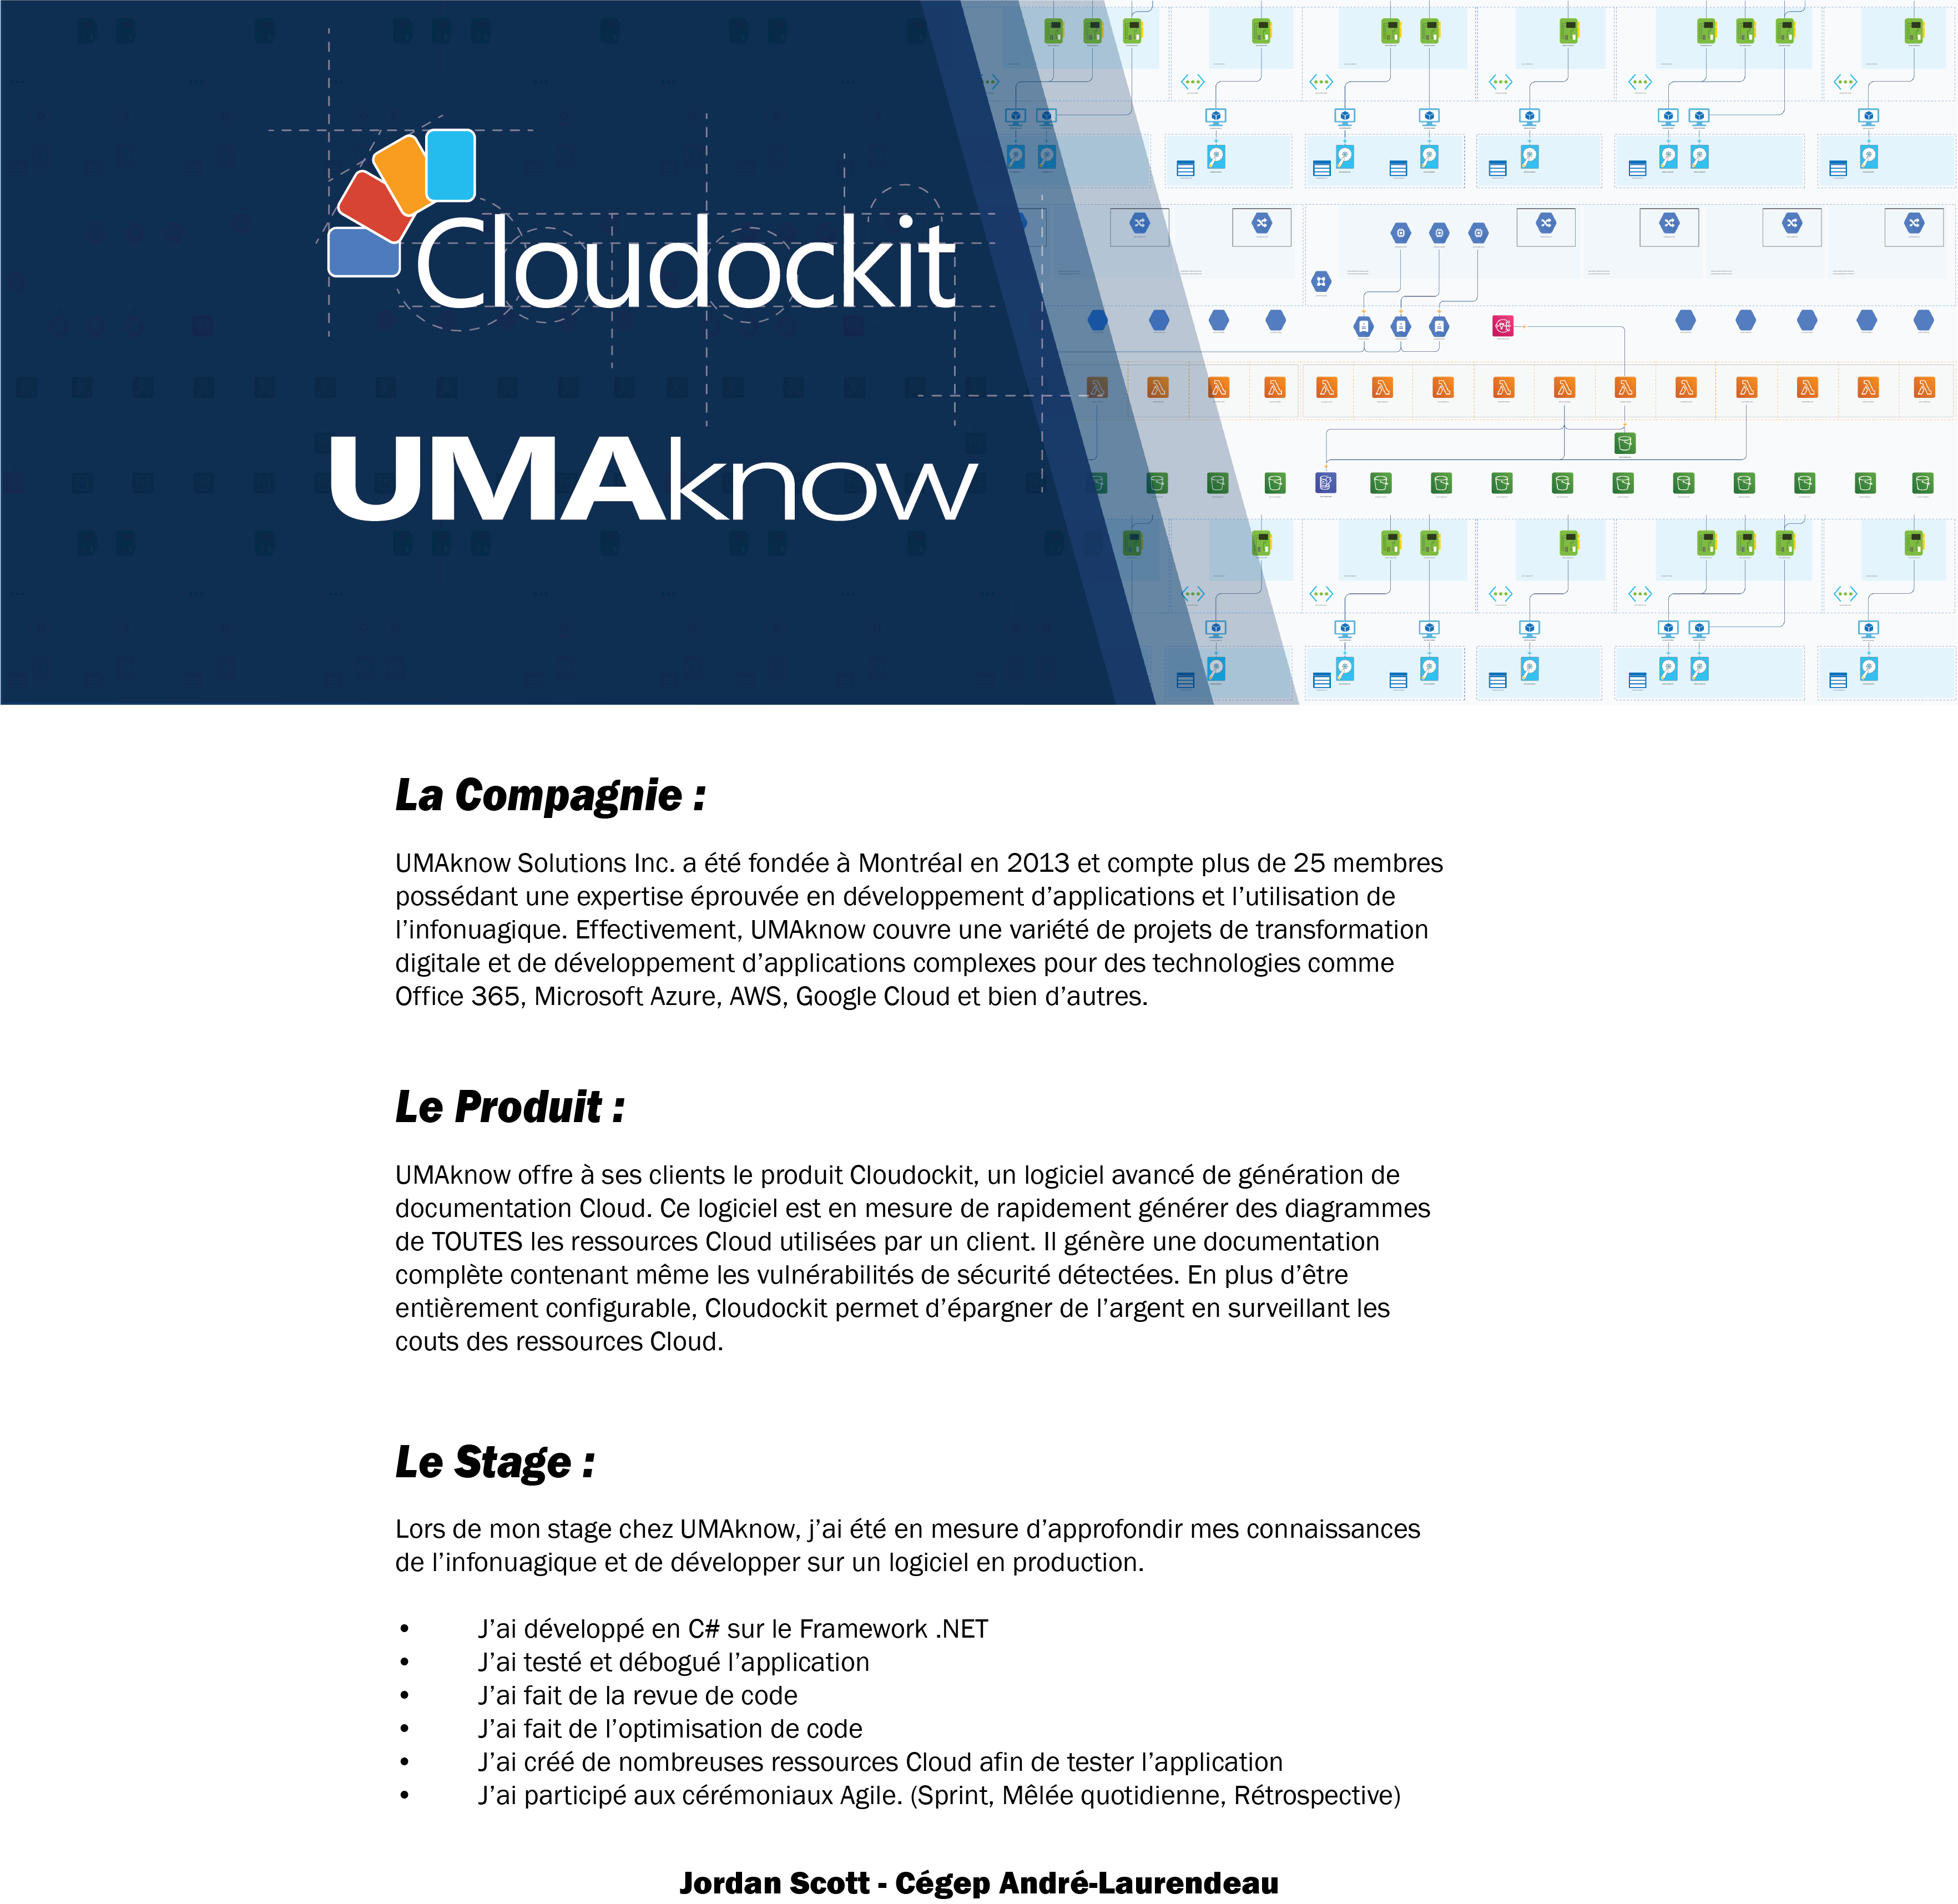 Cloudockit
UMAknow
La Compagnie :
UMAknow Solutions Inc. a été fondée à Montréal en 2013 et compte plus de 25 membres
possédant une expertise éprouvée en développement d’applications et l’utilisation de
l’infonuagique. Effectivement, UMAknow couvre une variété de projets de transformation
digitale et de développement d’applications complexes pour des technologies comme
Office 365, Microsoft Azure, AWS, Google Cloud et bien d’autres.
Le Produit :
UMAknow offre à ses clients le produit Cloudockit, un logiciel avancé de génération de
documentation Cloud. Ce logiciel est en mesure de rapidement générer des diagrammes
de TOUTES les ressources Cloud utilisées par un client. Il génère une documentation
complète contenant même les vulnérabilités de sécurité détectées. En plus d’être
entièrement configurable, Cloudockit permet d’épargner de l’argent en surveillant les
couts des ressources Cloud.
Le Stage :
Lors de mon stage chez UMAknow, j’ai été en mesure d’approfondir mes connaissances
de l’infonuagique et de développer sur un logiciel en production.
• J’ai développé en C# sur le Framework .NET
• J’ai testé et débogué l’application
• J’ai fait de la revue de code
• J’ai fait de l’optimisation de code
• J’ai créé de nombreuses ressources Cloud afin de tester l’application
• J’ai participé aux cérémoniaux Agile. (Sprint, Mêlée quotidienne, Rétrospective)
Jordan Scott - Cégep André-Laurendeau